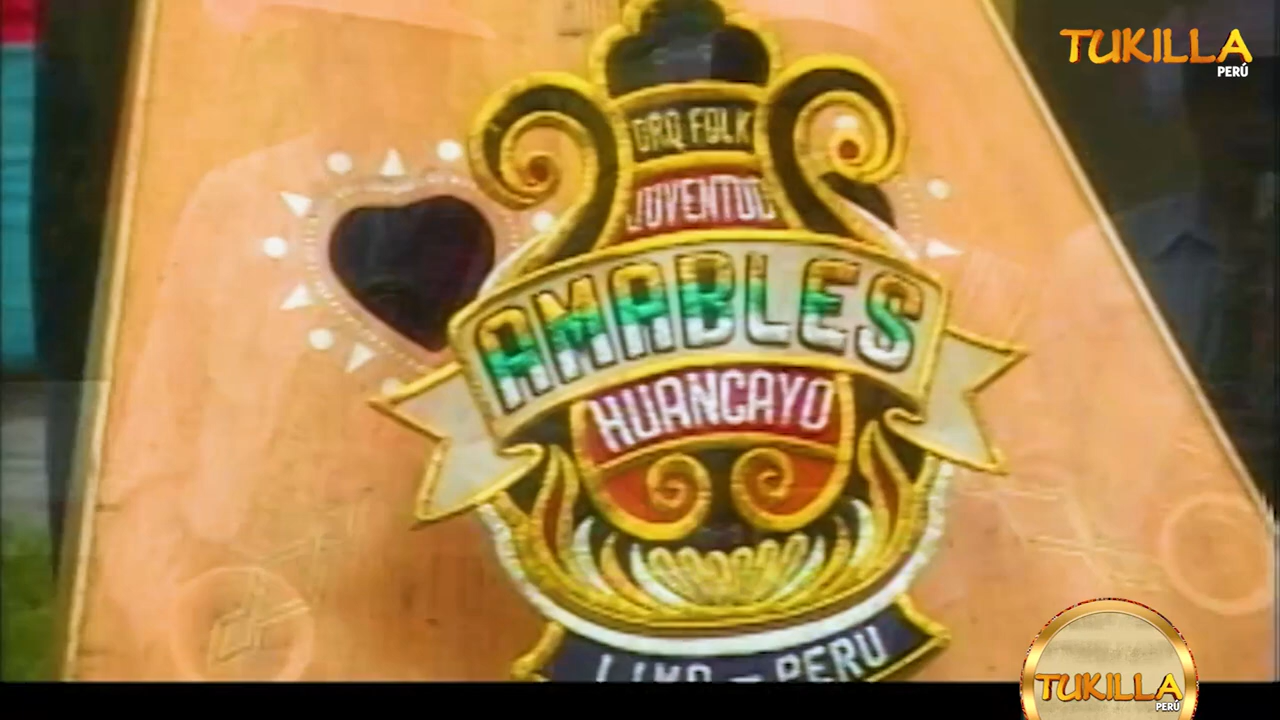 TUKILLA
PERÚ
ORQ. FOLK
JUVENTUD
AMABLES
HUANCAYO
LIMA - PERU
TUKILLA
PERÚ